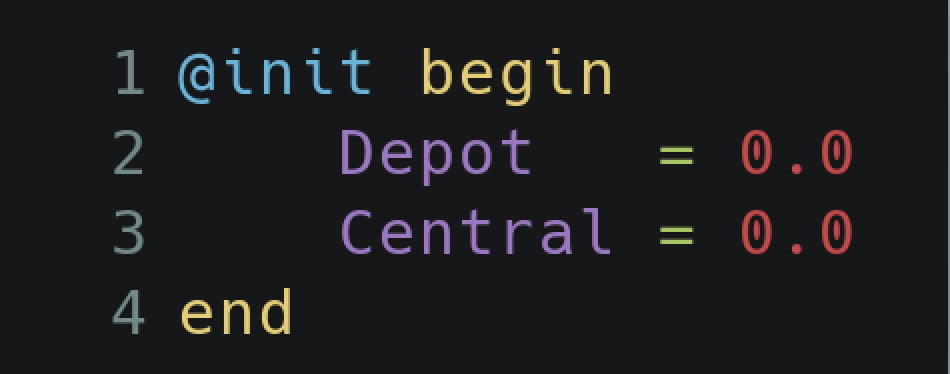 1 @init begin
2     Depot   = 0.0
3     Central = 0.0
4 end